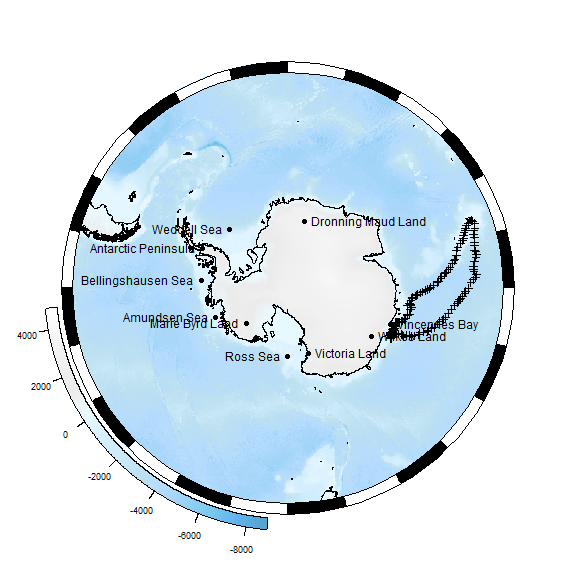 Dronning Maud Land
Weddell Sea
Antarctic Peninsula
Bellingshausen Sea
Amundsen Sea
Marie Byrd Land
Vincennes Bay
Wilkes Land
Ross Sea
Victoria Land
4000
2000
0
-2000
-4000
-6000
-8000